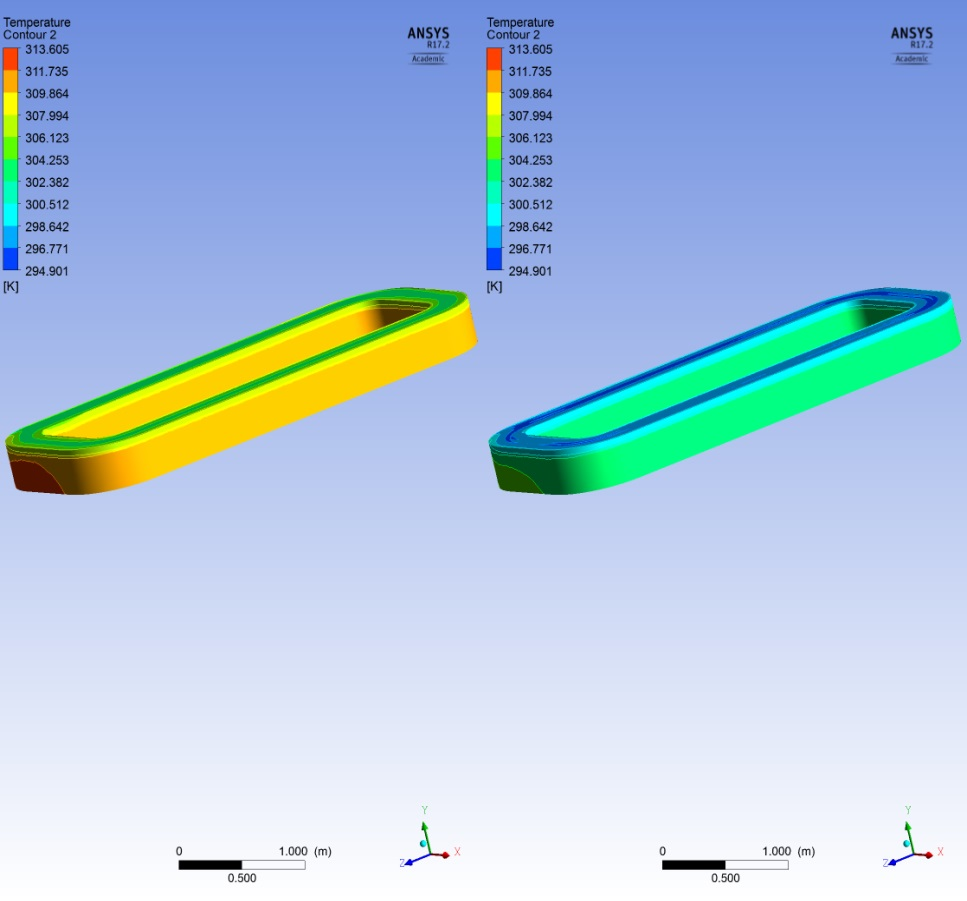 Temperature
Contour 2
313.605
311.735
309.864
307.994
306.123
304.253
302.382
300.512
298.642
296.771
294.901
[K]
ANSYS
R17.2
Academic
0
1.000 (m)
0.500
Y
Z
X
Temperature
Contour 2
313.605
311.735
309.864
307.994
306.123
304.253
302.382
300.512
298.642
296.771
294.901
[K]
ANSYS
R17.2
Academic
0
1.000 (m)
0.500
Y
Z
X